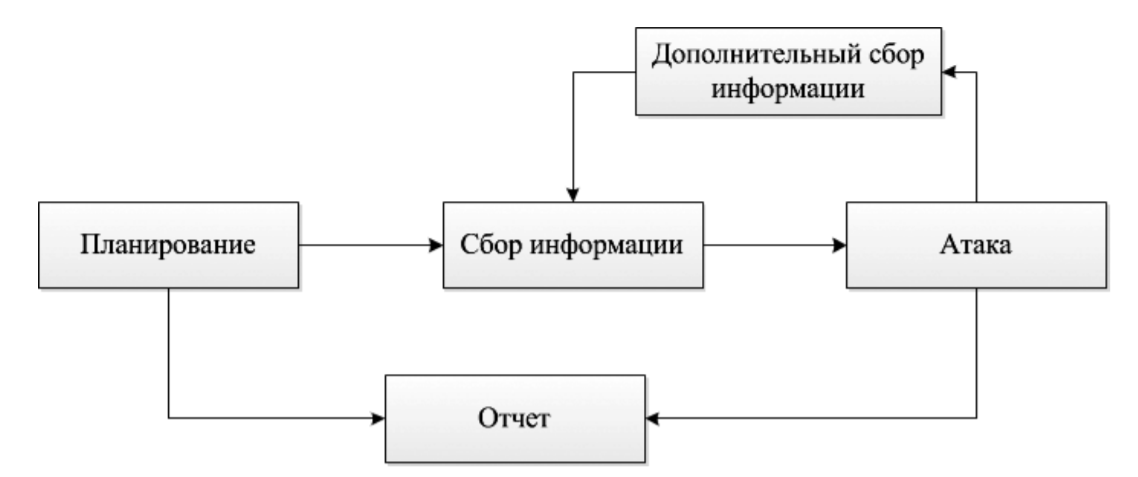 Дополнительный сбор
информации
Планирование
Сбор информации
Атака
Отчет